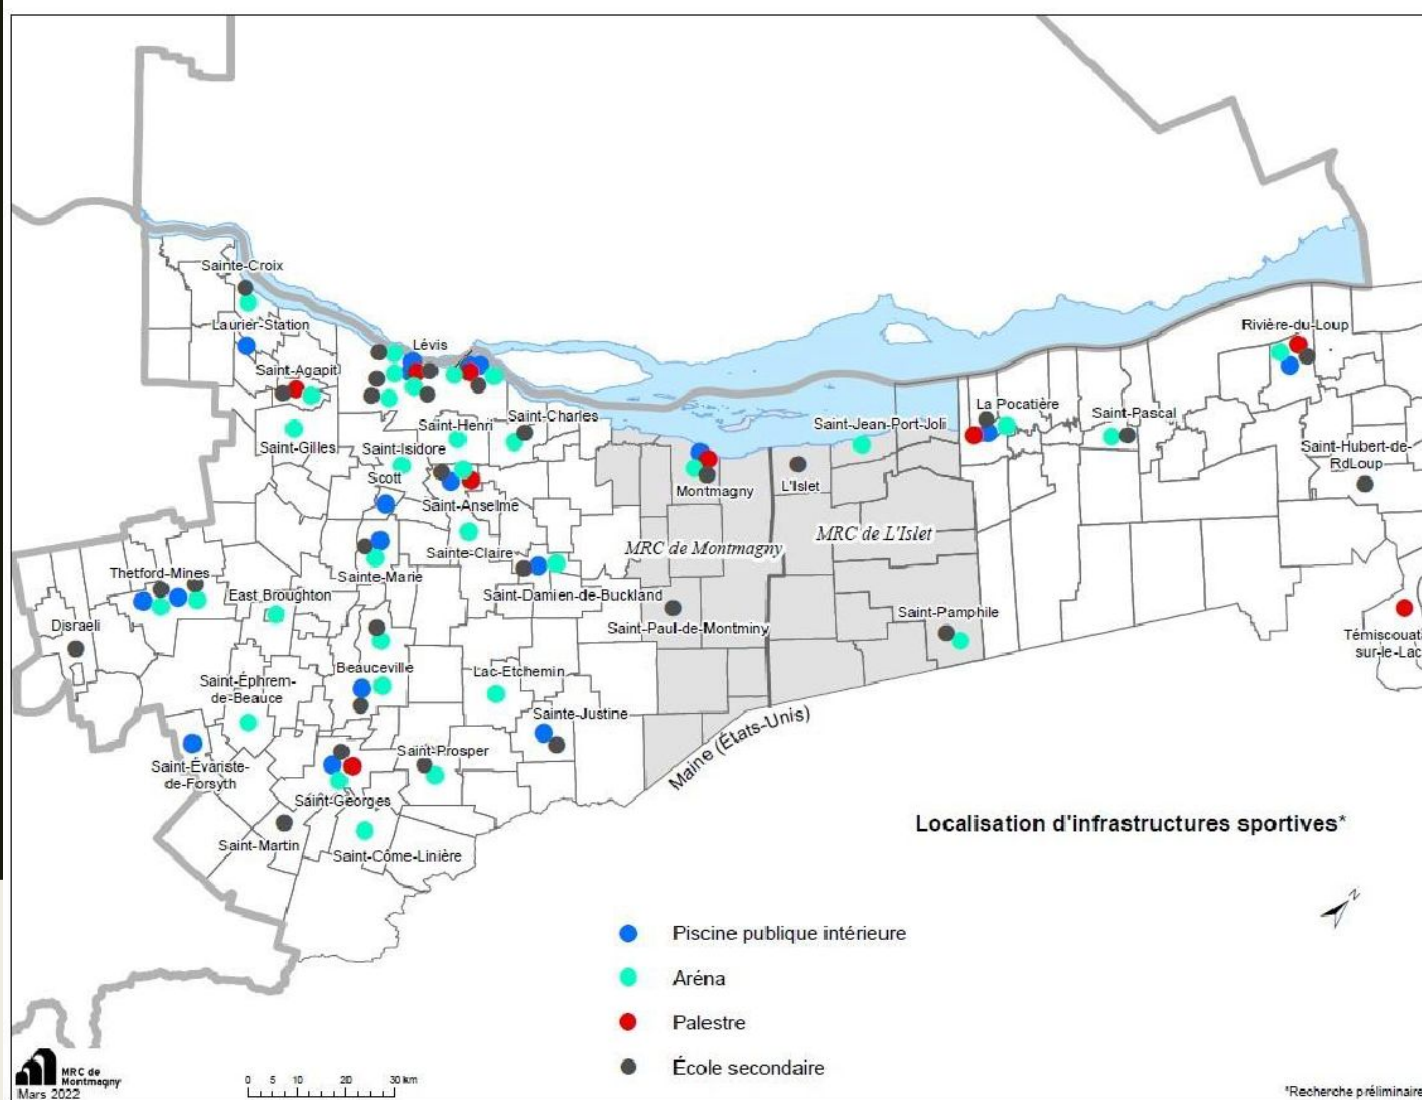 Sainte-Croix
Laurier-Station
Rivière-du-Loup
Lévis
Saint-Agapit
La Pocatière
Saint-Charles
Saint-Pascal
Saint-Henri
Saint-Jean-Port-Joli
Saint-Gilles
Saint-Isidore
Saint-Hubert-de-
RdLoup
Scott
L'Islet
Montmagny
Saint-Anselme
MRC de L'Islet
MRC de Montmagny
Sainte-Claire
Thetford-Mines
Sainte-Marie
East Broughton
Saint-Damien-de-Buckland
Saint-Pamphile
Disraeli
Saint-Paul-de-Montminy
Témiscouat
sur-le-Lac
Beauceville
Lac-Etchemin
Saint-Éphrem-
de-Beauce
Sainte-Justine
Maine (États-Unis)
Saint-Prosper
Saint-Évariste-
de-Forsyth
Saint-Georges
Saint-Martin
Saint-Côme-Linière
Localisation d'infrastructures sportives*
N
Piscine publique intérieure
Aréna
Palestre
École secondaire
MRC de
Montmagny
Mars 2022
0 5 10 20 30 km
*Recherche préliminaire